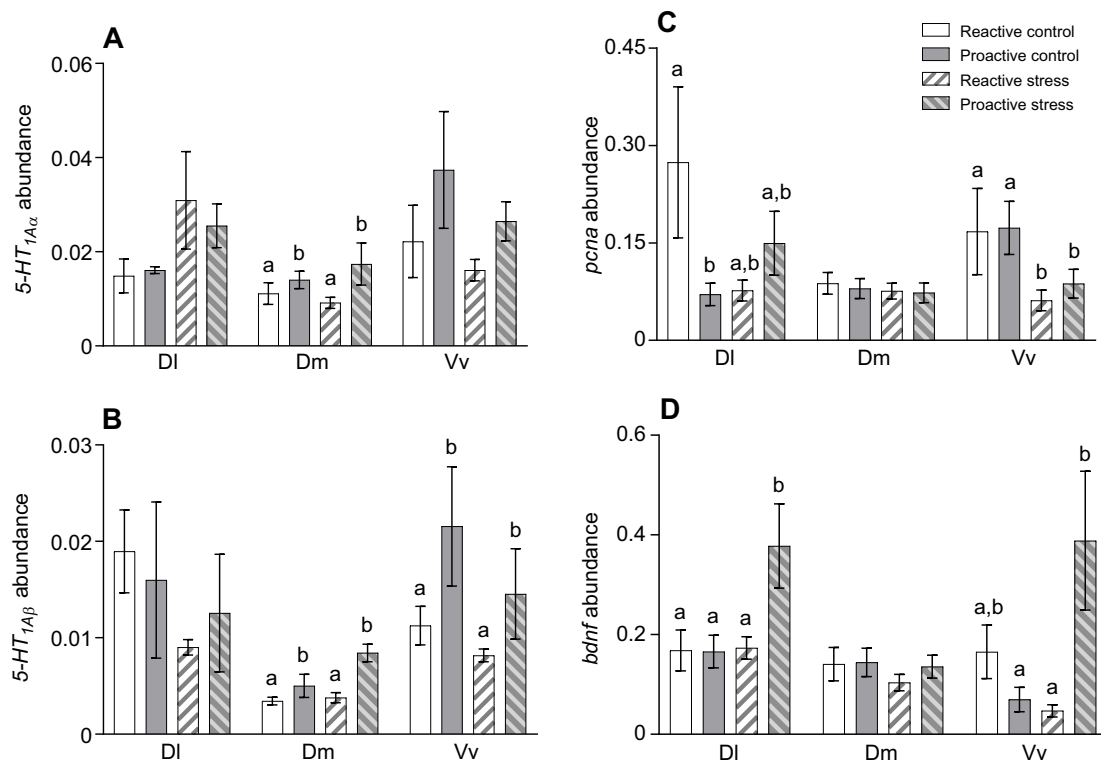 A
0.06
0.04
0.02
0
5-HT1Aα abundance
a
b
a
b
Dl
Dm
Vv
C
Reactive control
Proactive control
Reactive stress
Proactive stress
0.45
0.30
0.15
0
pcna abundance
a
b
a,b
a,b
a
a
b
b
Dl
Dm
Vv
B
0.03
0.02
0.01
0
5-HT1Aβ abundance
a
b
a
b
a
b
a
b
Dl
Dm
Vv
D
0.6
0.4
0.2
0
bdnf abundance
a
a
a
b
a,b
a
a
b
Dl
Dm
Vv